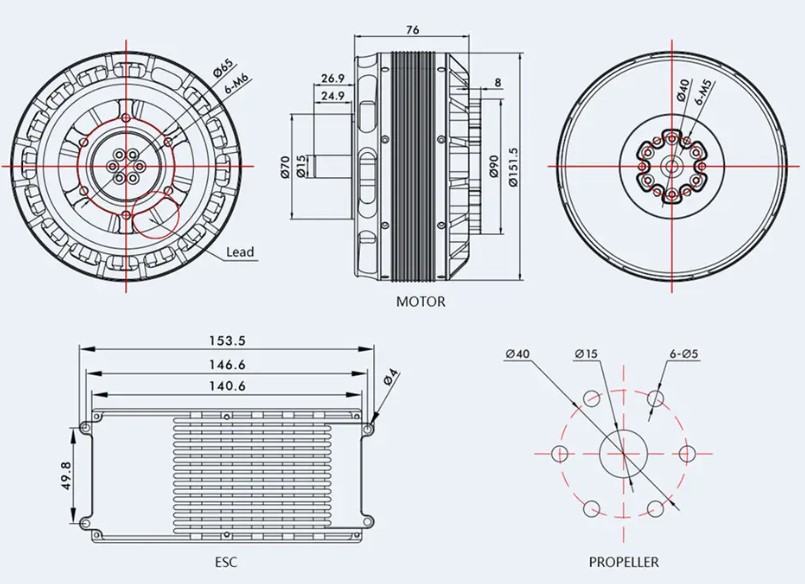 Ø65
6-M6
Lead
76
26.9
24.9
8
Ø70
Ø15
Ø90
Ø151.5
Ø40
6-M5
MOTOR
153.5
146.6
140.6
Ø4
49.8
ESC
Ø40
Ø15
6-Ø5
PROPELLER